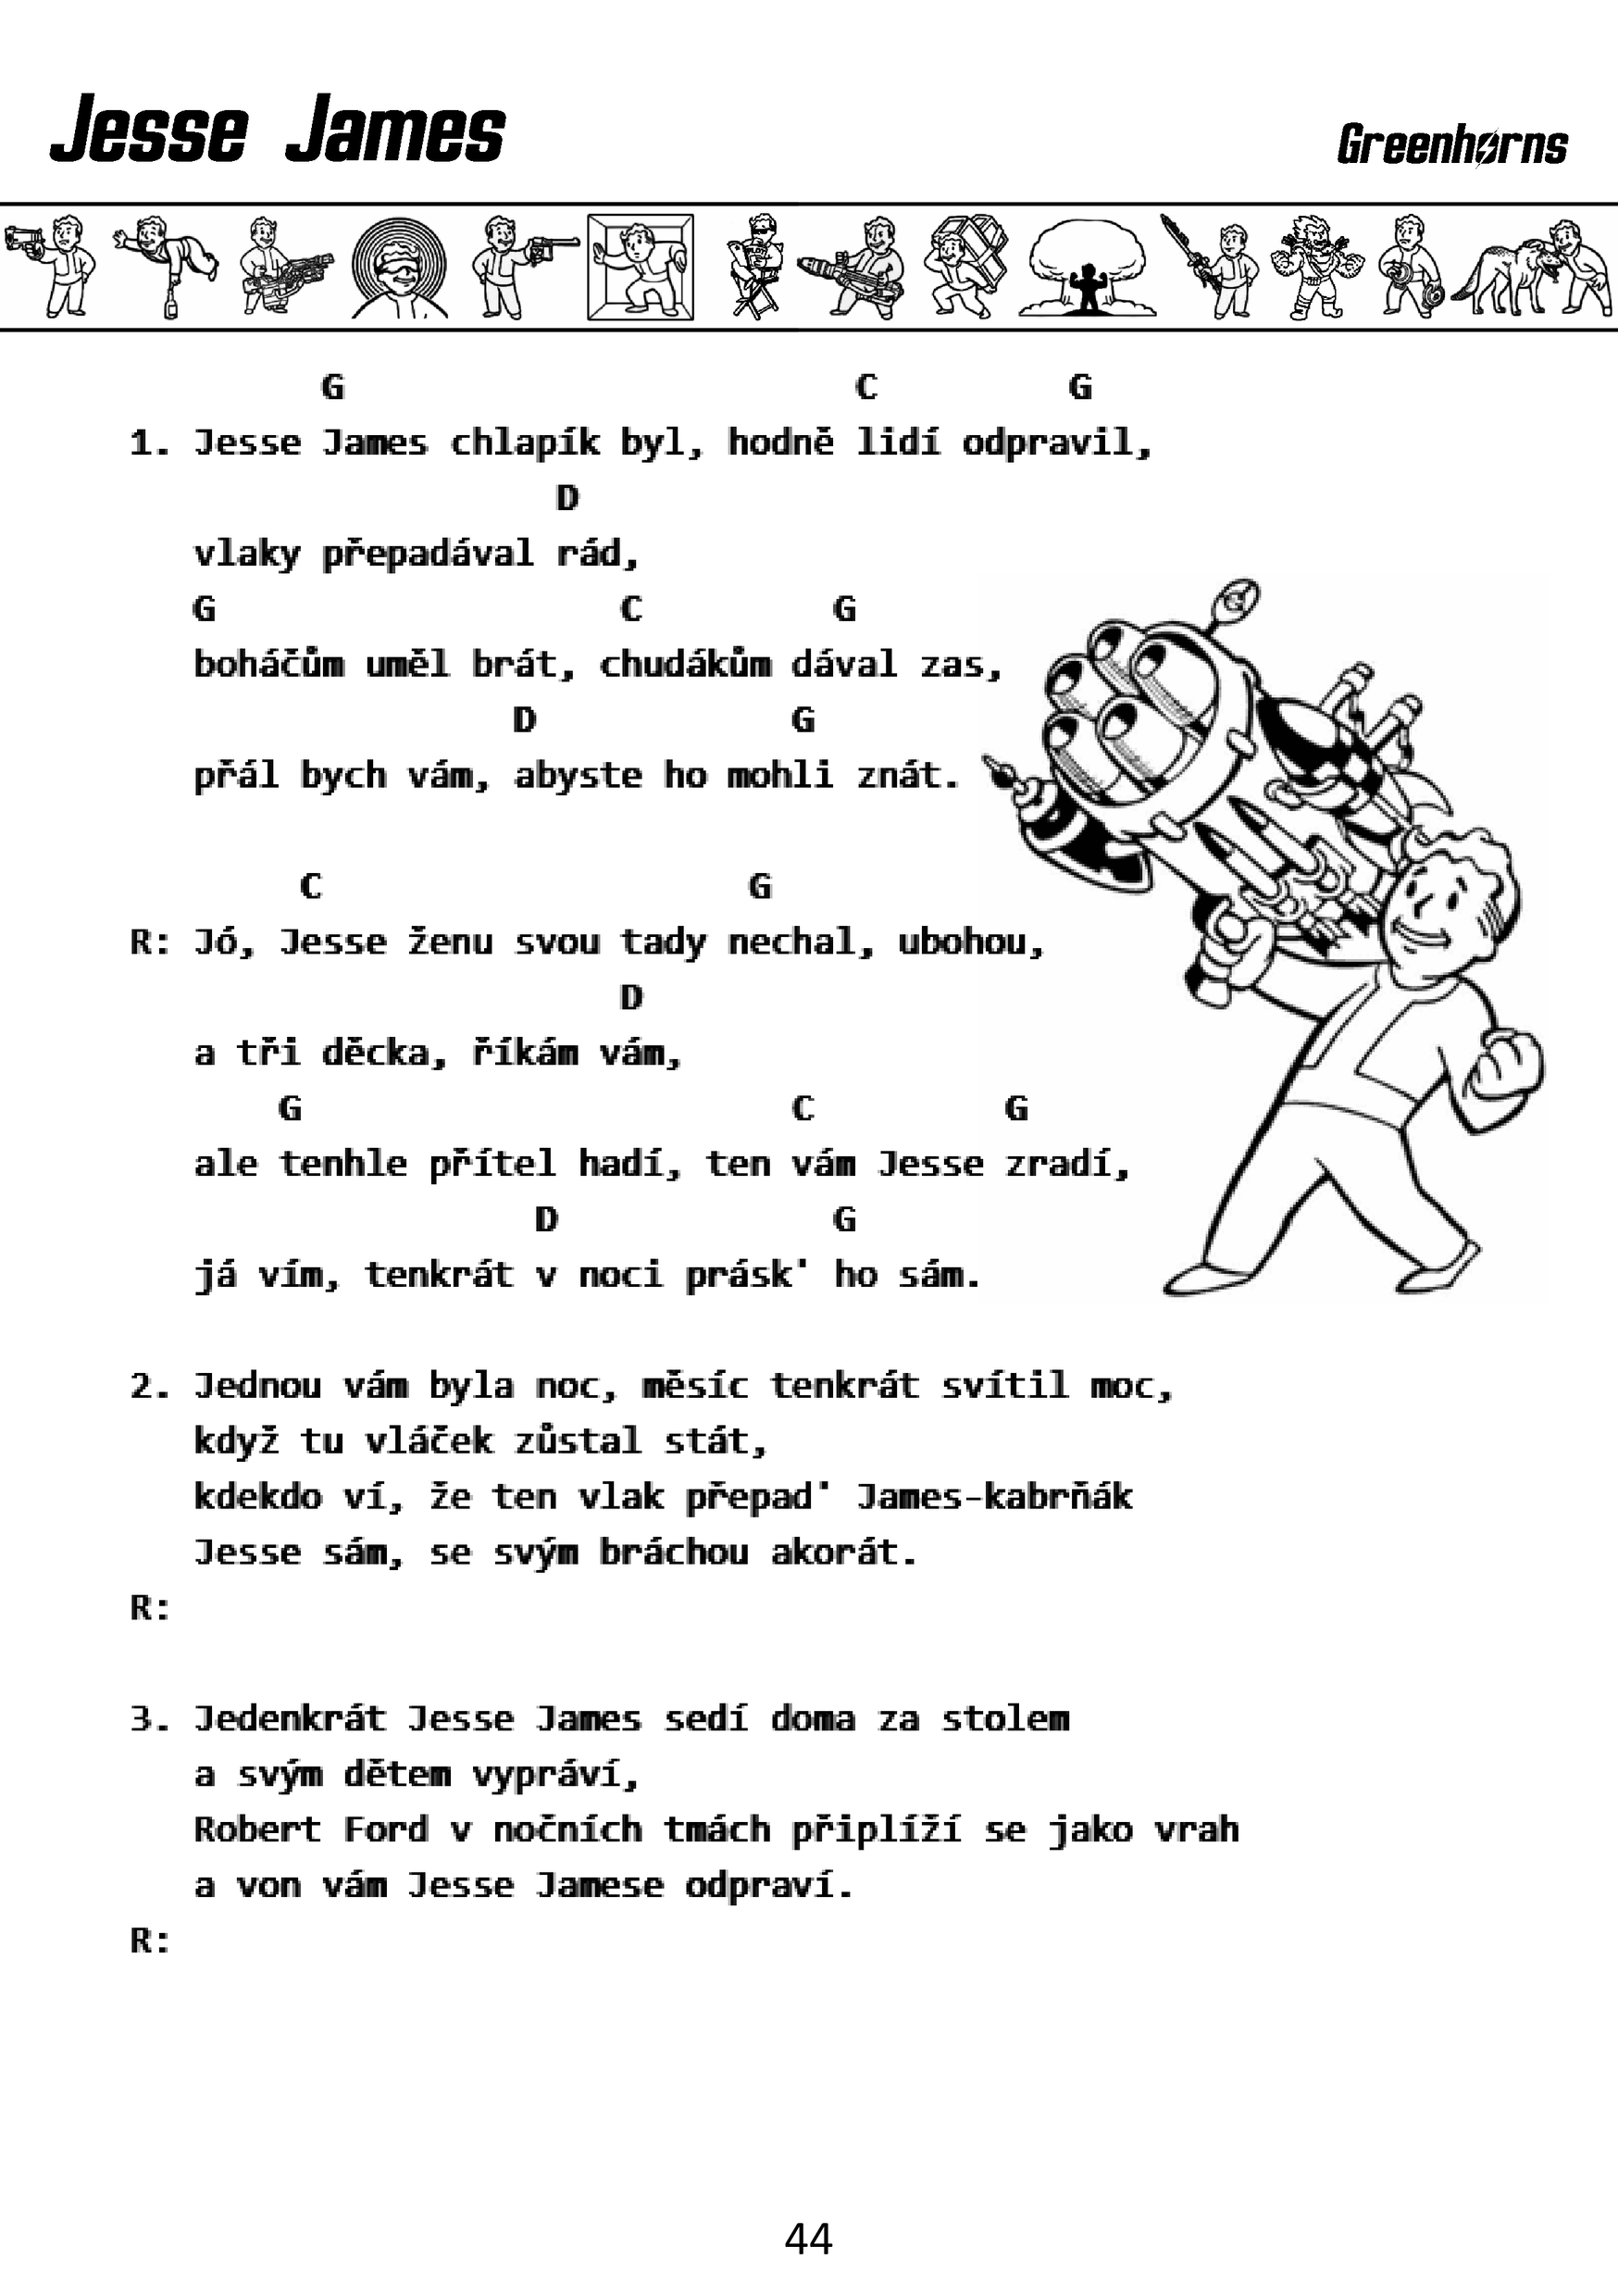 Jesse James
Greenhorns
G C G
1. Jesse James chlapík byl, hodně lidí odpravil,
D
vlaky přepadával rád,
G C G
boháčům uměl brát, chudákům dával zas,
D G
přál bych vám, abyste ho mohli znát.
C G
R: Jó, Jesse ženu svou tady nechal, ubohou,
D
a tři děcka, říkám vám,
G C G
ale tenhle přítel hadí, ten vám Jesse zradí,
D G
já vím, tenkrát v noci prásk' ho sám.
2. Jednou vám byla noc, měsíc tenkrát svítil moc,
když tu vláček zůstal stát,
kdekdo ví, že ten vlak přepad' James-kabrňák
Jesse sám, se svým bráchou akorát.
R:
3. Jedenkrát Jesse James sedí doma za stolem
a svým dětem vypráví,
Robert Ford v nočních tmách připlíží se jako vrah
a von vám Jesse Jamese odpraví.
R:
44